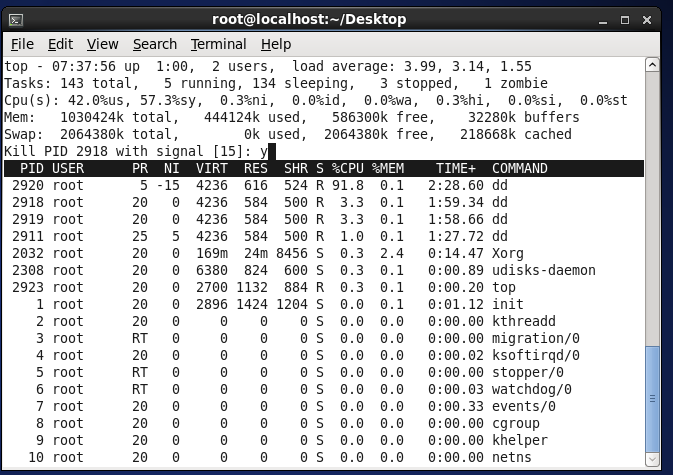 root@localhost:~/Desktop
File Edit View Search Terminal Help
top - 07:37:56 up  1:00,  2 users,  load average: 3.99, 3.14, 1.55
Tasks: 143 total,   5 running, 134 sleeping,   3 stopped,   1 zombie
Cpu(s): 42.0%us, 57.3%sy,  0.3%ni,  0.0%id,  0.0%wa,  0.3%hi,  0.0%si,  0.0%st
Mem:   1030424k total,   444124k used,   586300k free,    32280k buffers
Swap:  2064380k total,        0k used,  2064380k free,   218668k cached
Kill PID 2918 with signal [15]: y
  PID USER      PR  NI  VIRT  RES  SHR S %CPU %MEM    TIME+  COMMAND
 2920 root       5 -15  4236  616  524 R 91.8  0.1   2:28.60 dd
 2918 root      20   0  4236  584  500 R  3.3  0.1   1:59.34 dd
 2919 root      20   0  4236  584  500 R  3.3  0.1   1:58.66 dd
 2911 root      25   5  4236  584  500 R  1.0  0.1   1:27.72 dd
 2032 root      20   0  169m  24m 8456 S  0.3  2.4   0:14.47 Xorg
 2308 root      20   0  6380  824  600 S  0.3  0.1   0:00.89 udisks-daemon
 2923 root      20   0  2700 1132  884 R  0.3  0.1   0:00.20 top
    1 root      20   0  2896 1424 1204 S  0.0  0.1   0:01.12 init
    2 root      20   0     0    0    0 S  0.0  0.0   0:00.00 kthreadd
    3 root      RT   0     0    0    0 S  0.0  0.0   0:00.00 migration/0
    4 root      20   0     0    0    0 S  0.0  0.0   0:00.02 ksoftirqd/0
    5 root      RT   0     0    0    0 S  0.0  0.0   0:00.00 stopper/0
    6 root      RT   0     0    0    0 S  0.0  0.0   0:00.03 watchdog/0
    7 root      20   0     0    0    0 S  0.0  0.0   0:00.33 events/0
    8 root      20   0     0    0    0 S  0.0  0.0   0:00.00 cgroup
    9 root      20   0     0    0    0 S  0.0  0.0   0:00.00 khelper
   10 root      20   0     0    0    0 S  0.0  0.0   0:00.00 netns